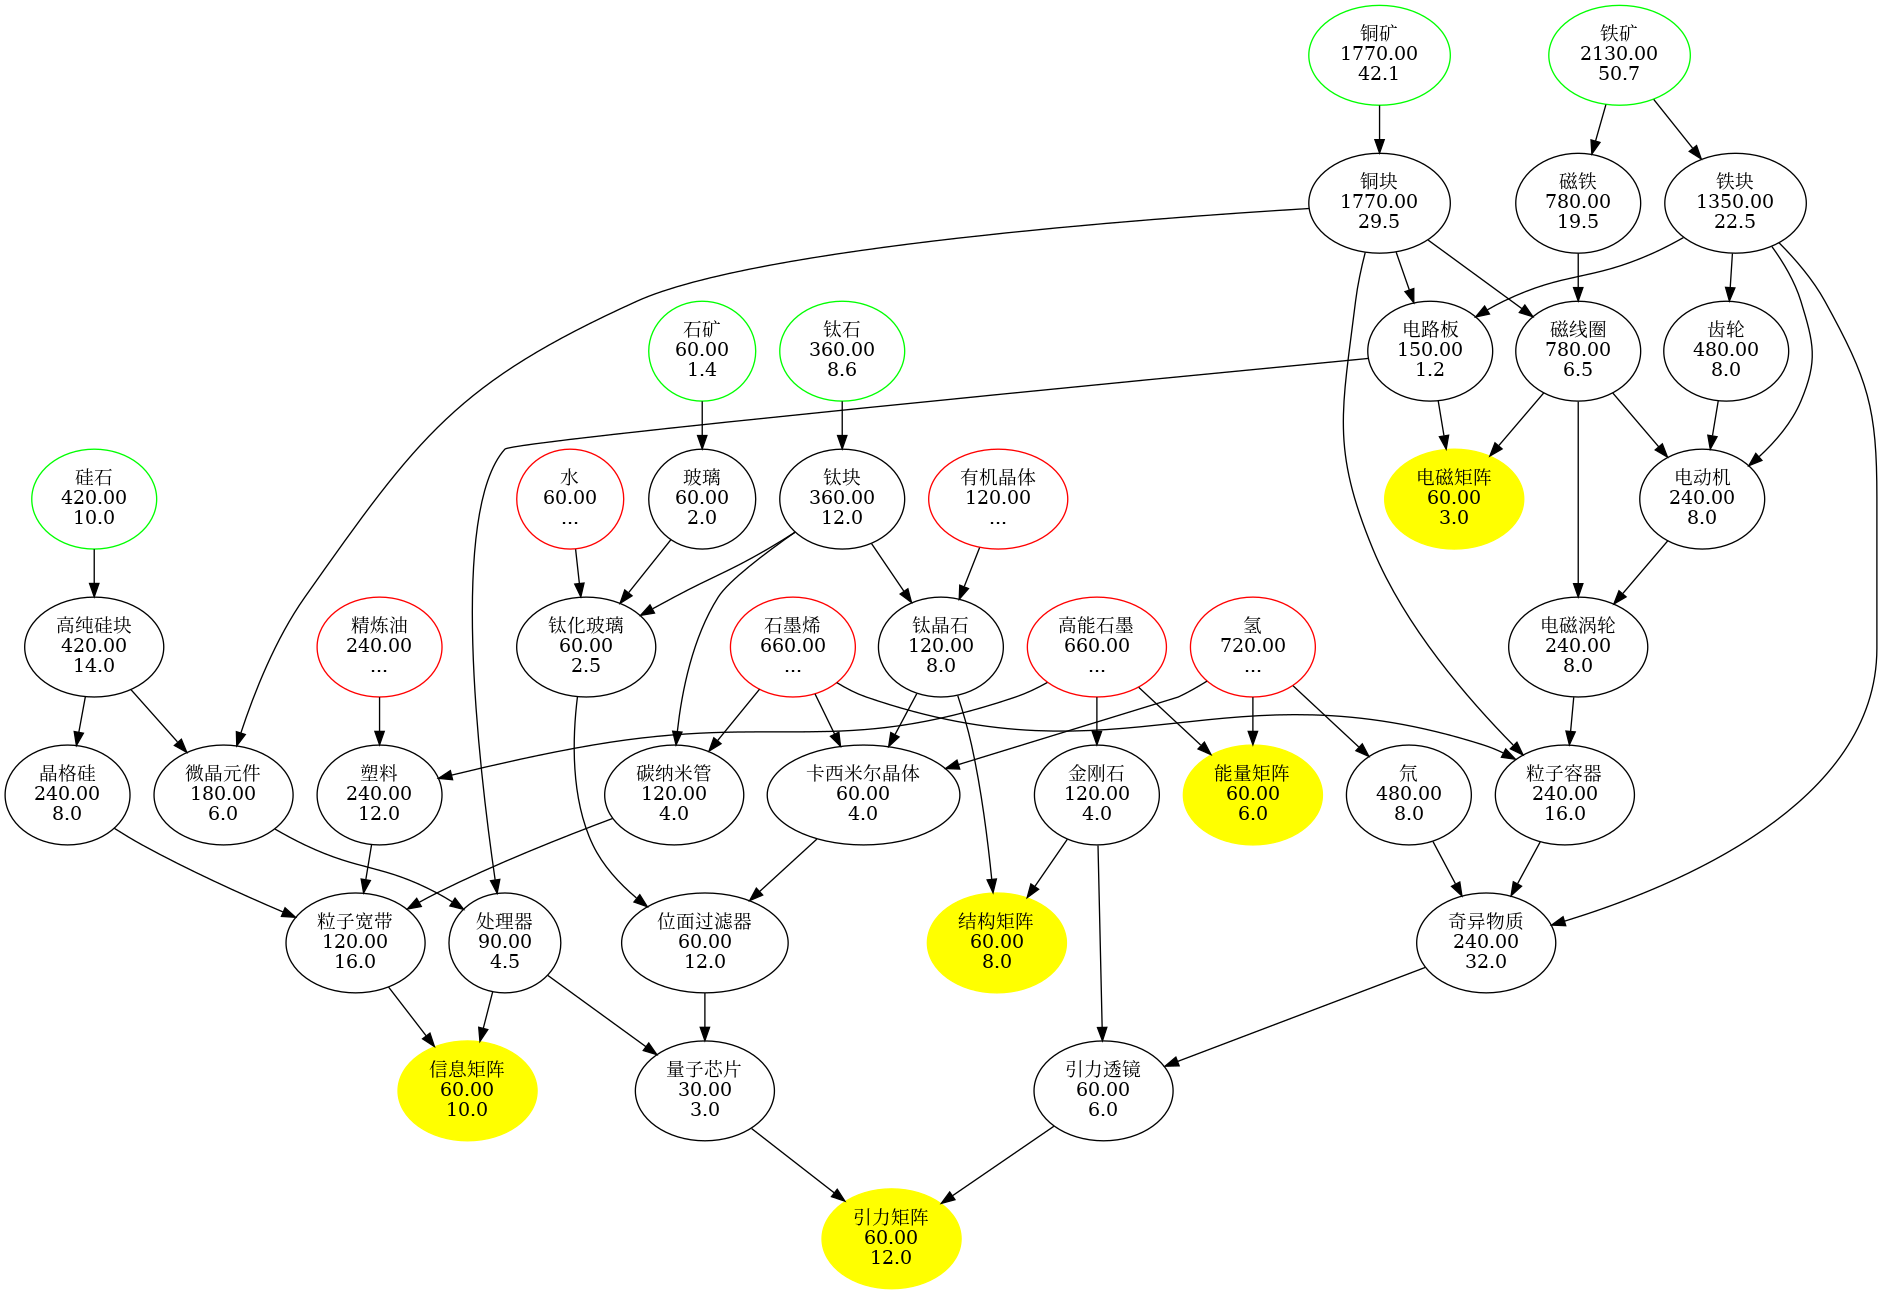 铜矿
1770.00
42.1
铁矿
2130.00
50.7
铜块
1770.00
29.5
磁铁
780.00
19.5
铁块
1350.00
22.5
石矿
60.00
1.4
钛石
360.00
8.6
电路板
150.00
1.2
磁线圈
780.00
6.5
齿轮
480.00
8.0
硅石
420.00
10.0
水
60.00
...
玻璃
60.00
2.0
钛块
360.00
12.0
有机晶体
120.00
...
电磁矩阵
60.00
3.0
电动机
240.00
8.0
高纯硅块
420.00
14.0
精炼油
240.00
...
钛化玻璃
60.00
2.5
石墨烯
660.00
...
钛晶石
120.00
8.0
高能石墨
660.00
...
氢
720.00
...
电磁涡轮
240.00
8.0
晶格硅
240.00
8.0
微晶元件
180.00
6.0
塑料
240.00
12.0
碳纳米管
120.00
4.0
卡西米尔晶体
60.00
4.0
金刚石
120.00
4.0
能量矩阵
60.00
6.0
氘
480.00
8.0
粒子容器
240.00
16.0
粒子宽带
120.00
16.0
处理器
90.00
4.5
位面过滤器
60.00
12.0
结构矩阵
60.00
8.0
奇异物质
240.00
32.0
信息矩阵
60.00
10.0
量子芯片
30.00
3.0
引力透镜
60.00
6.0
引力矩阵
60.00
12.0